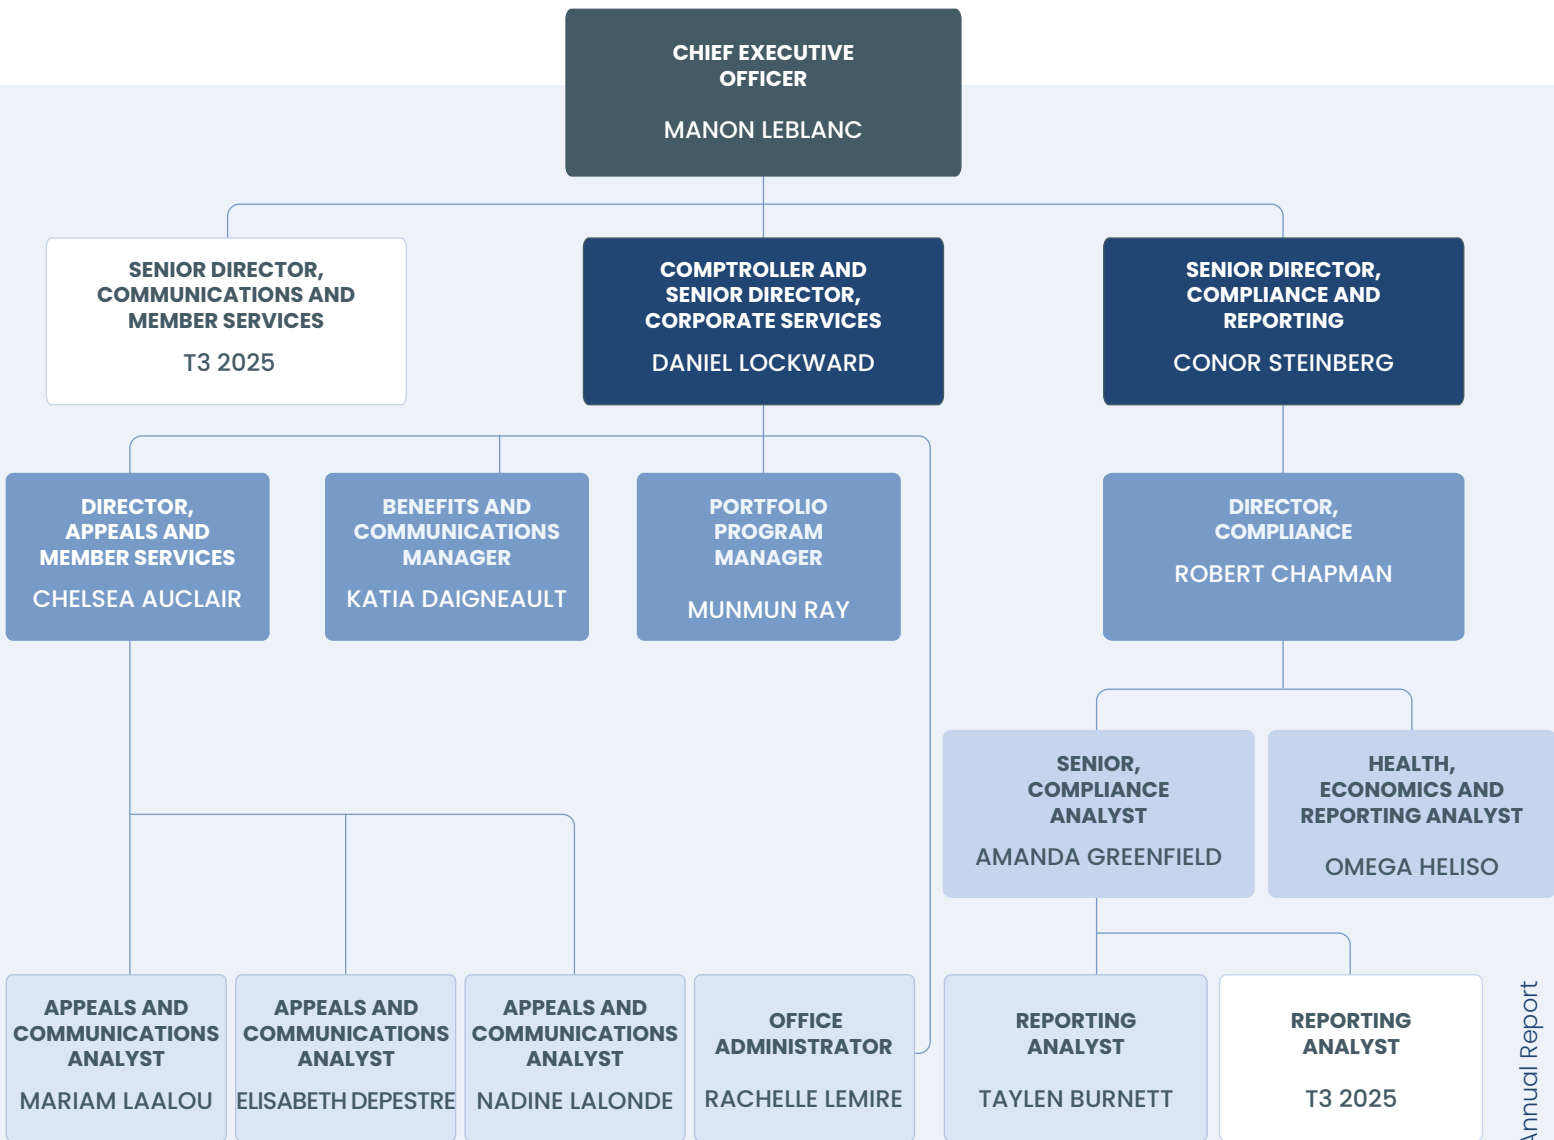 CHIEF EXECUTIVE
OFFICER
MANON LEBLANC
SENIOR DIRECTOR,
COMMUNICATIONS AND
MEMBER SERVICES
T3 2025
COMPTROLLER AND
SENIOR DIRECTOR,
CORPORATE SERVICES
DANIEL LOCKWARD
SENIOR DIRECTOR,
COMPLIANCE AND
REPORTING
CONOR STEINBERG
DIRECTOR,
APPEALS AND
MEMBER SERVICES
CHELSEA AUCLAIR
BENEFITS AND
COMMUNICATIONS
MANAGER
KATIA DAIGNEAULT
PORTFOLIO
PROGRAM
MANAGER
MUNMUN RAY
DIRECTOR,
COMPLIANCE
ROBERT CHAPMAN
SENIOR,
COMPLIANCE
ANALYST
AMANDA GREENFIELD
HEALTH,
ECONOMICS AND
REPORTING ANALYST
OMEGA HELISO
APPEALS AND
COMMUNICATIONS
ANALYST
MARIAM LAALOU
APPEALS AND
COMMUNICATIONS
ANALYST
ELISABETH DEPESTRE
APPEALS AND
COMMUNICATIONS
ANALYST
NADINE LALONDE
OFFICE
ADMINISTRATOR
RACHELLE LEMIRE
REPORTING
ANALYST
TAYLEN BURNETT
REPORTING
ANALYST
T3 2025
Annual Report